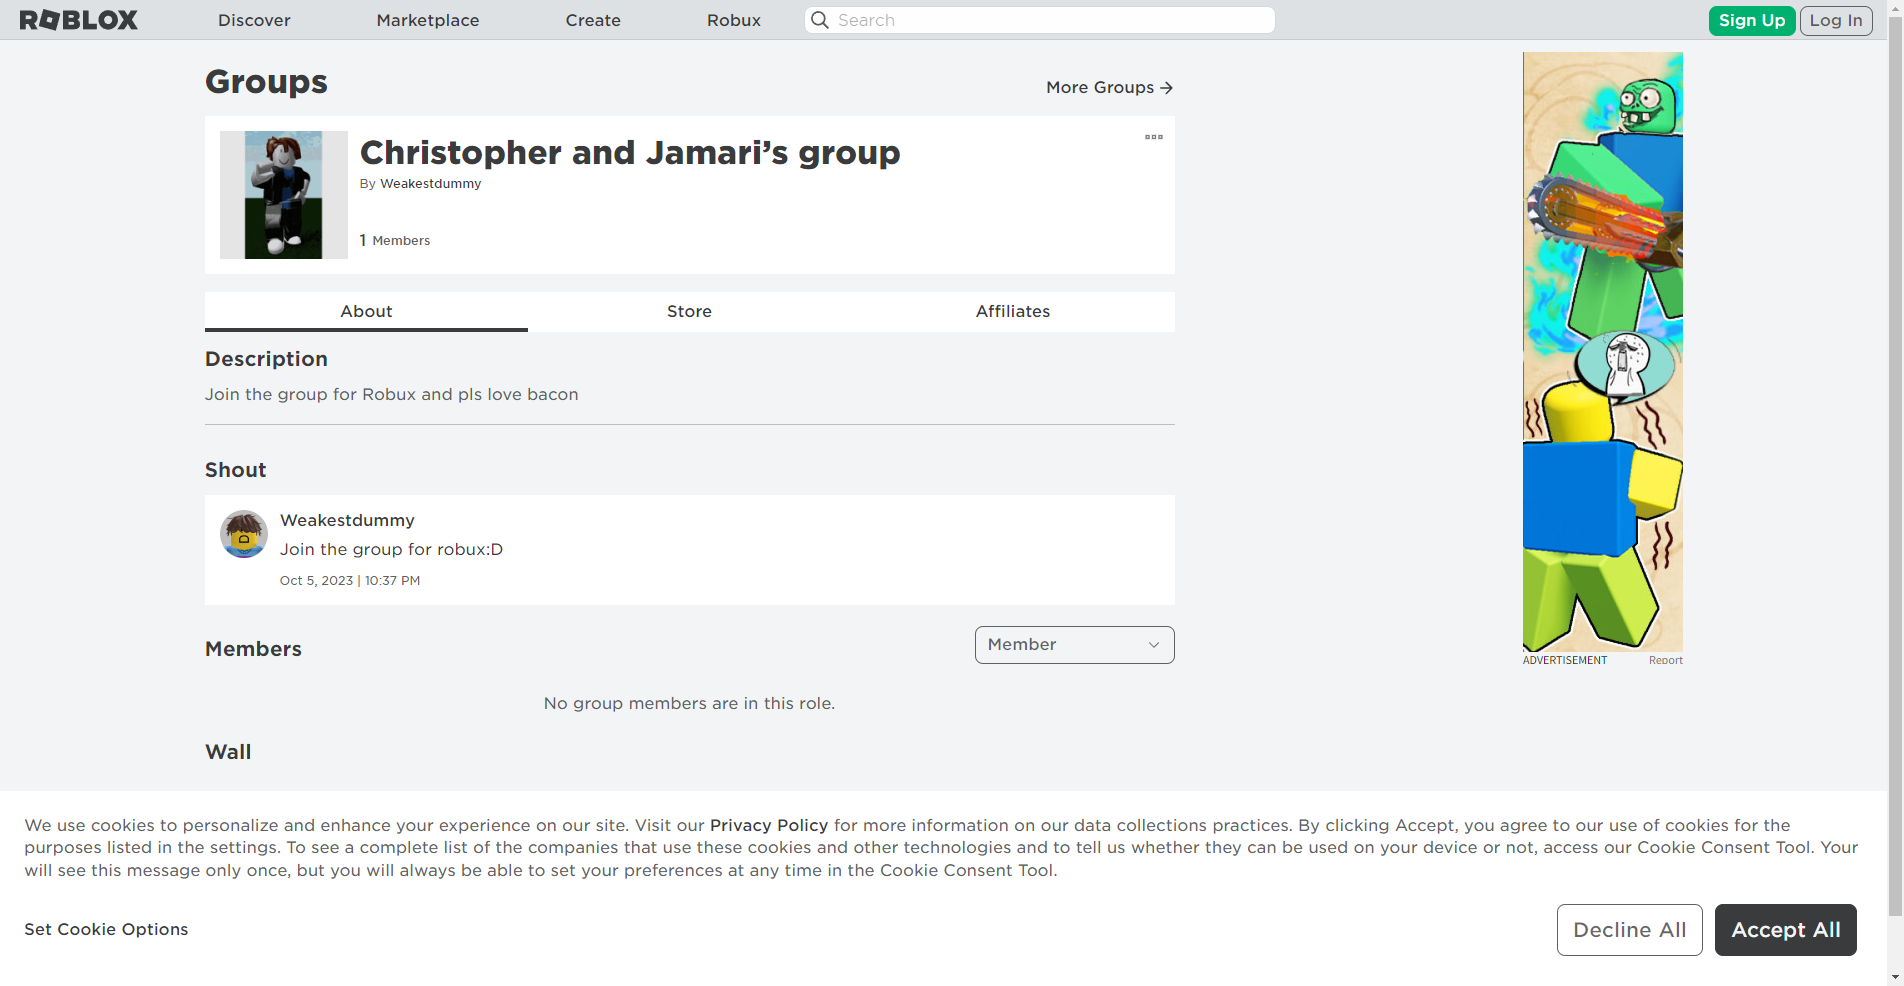 ROBLOX
Discover
Marketplace
Create
Robux
Search
Sign Up
Log In
Groups
More Groups
Christopher and Jamari’s group
By Weakestdummy
1 Members
About
Store
Affiliates
Description
Join the group for Robux and pls love bacon
Shout
Weakestdummy
Join the group for robux:D
Oct 5, 2023 | 10:37 PM
Members
Member
No group members are in this role.
Wall
ADVERTISEMENT
Report
We use cookies to personalize and enhance your experience on our site. Visit our Privacy Policy for more information on our data collections practices. By clicking Accept, you agree to our use of cookies for the
purposes listed in the settings. To see a complete list of the companies that use these cookies and other technologies and to tell us whether they can be used on your device or not, access our Cookie Consent Tool. Your
will see this message only once, but you will always be able to set your preferences at any time in the Cookie Consent Tool.
Set Cookie Options
Decline All
Accept All